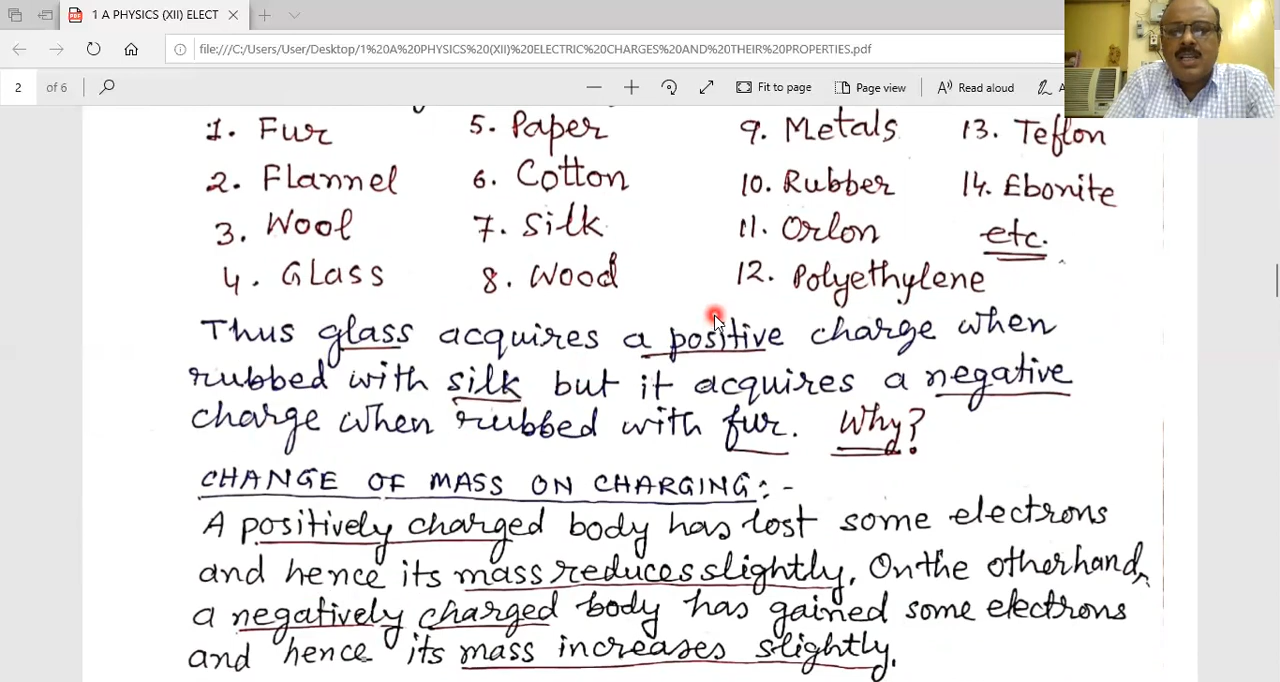 1 A PHYSICS (XII) ELECT
file:///C:/Users/User/Desktop/1%20A%20PHYSICS%20(XII)%20ELECTRIC%20CHARGES%20AND%20THEIR%20PROPERTIES.pdf
2 of 6 Fit to page Page view Read aloud
1. Fur 5. Paper 9. Metals 13. Teflon
2. Flannel 6. Cotton 10. Rubber 14. Ebonite
3. Wool 7. Silk 11. Orlon etc.
4. Glass 8. Wood 12. Polyethylene
Thus glass acquires a positive charge when
rubbed with silk but it acquires a negative
charge when rubbed with fur. Why?
CHANGE OF MASS ON CHARGING:-
A positively charged body has lost some electrons
and hence its mass reduces slightly. On the otherhand,
a negatively charged body has gained some electrons
and hence its mass increases slightly.